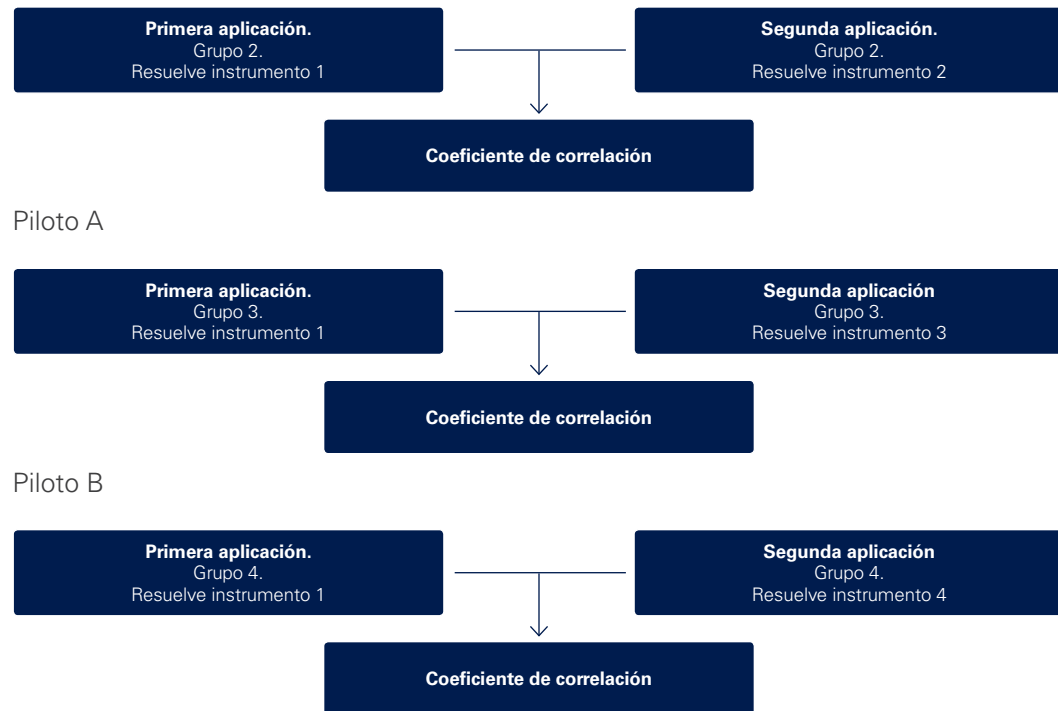 Primera aplicación.
Grupo 2.
Resuelve instrumento 1
Segunda aplicación.
Grupo 2.
Resuelve instrumento 2
Coeficiente de correlación
Piloto A
Primera aplicación.
Grupo 3.
Resuelve instrumento 1
Segunda aplicación
Grupo 3.
Resuelve instrumento 3
Coeficiente de correlación
Piloto B
Primera aplicación.
Grupo 4.
Resuelve instrumento 1
Segunda aplicación
Grupo 4.
Resuelve instrumento 4
Coeficiente de correlación